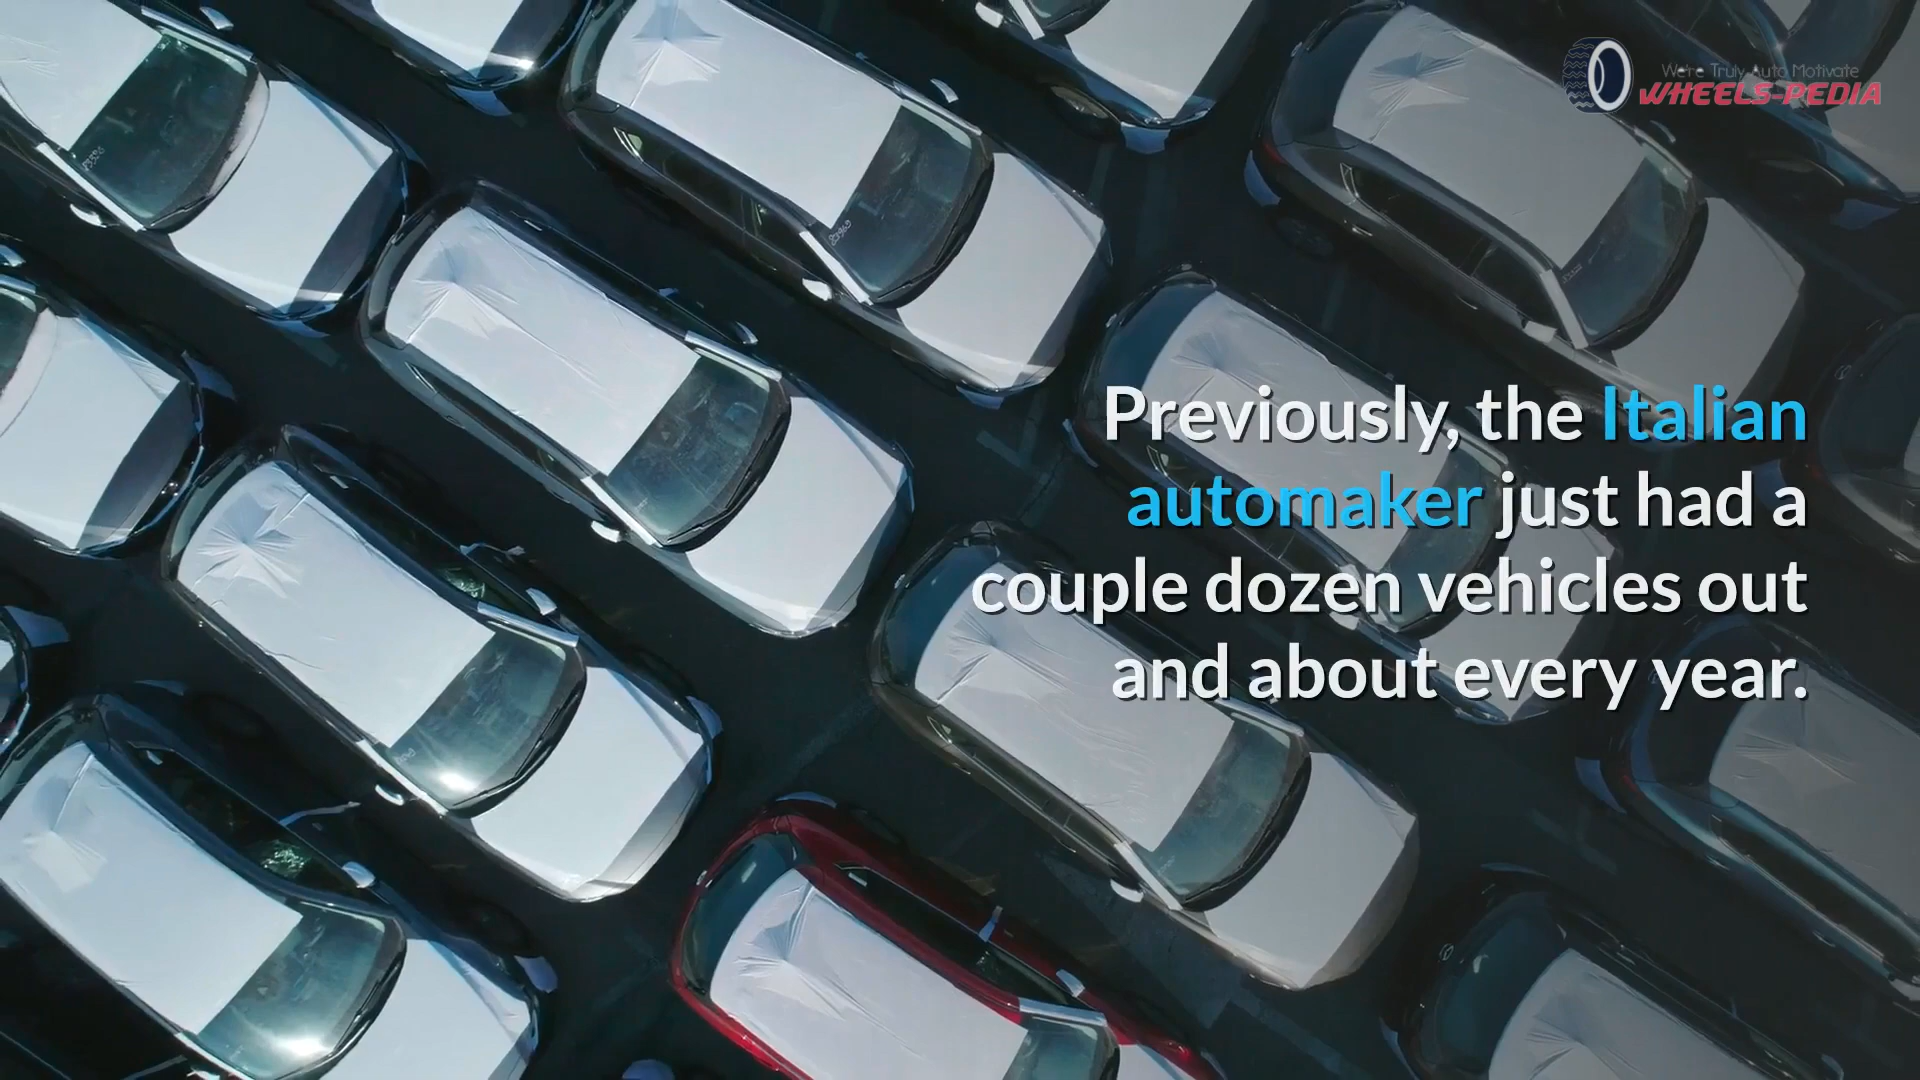 We're Truly Auto Motivate
WHEELS-PEDIA
Previously, the Italian
automaker just had a
couple dozen vehicles out
and about every year.